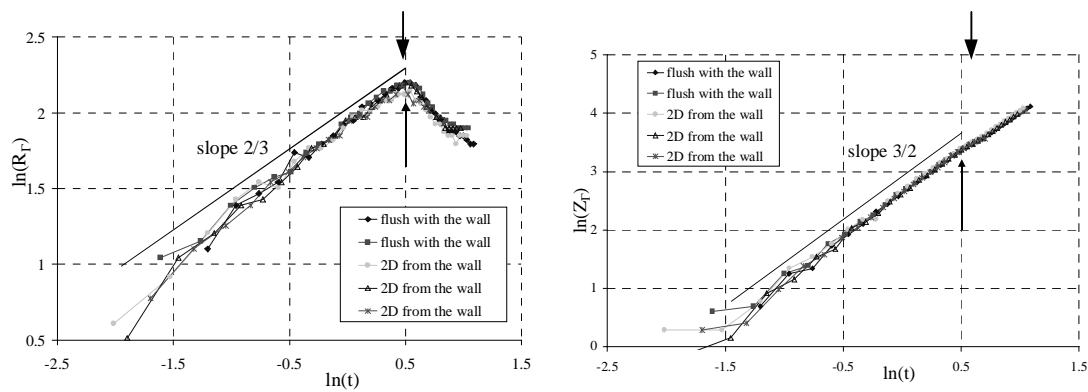 2.5
2
1.5
1
0.5
-2.5
-1.5
-0.5
0.5
1.5
ln(R_Γ)
ln(t)
slope 2/3
flush with the wall
flush with the wall
2D from the wall
2D from the wall
2D from the wall
5
4
3
2
1
0
-2.5
-1.5
-0.5
0.5
1.5
ln(Z_Γ)
ln(t)
slope 3/2
flush with the wall
flush with the wall
2D from the wall
2D from the wall
2D from the wall